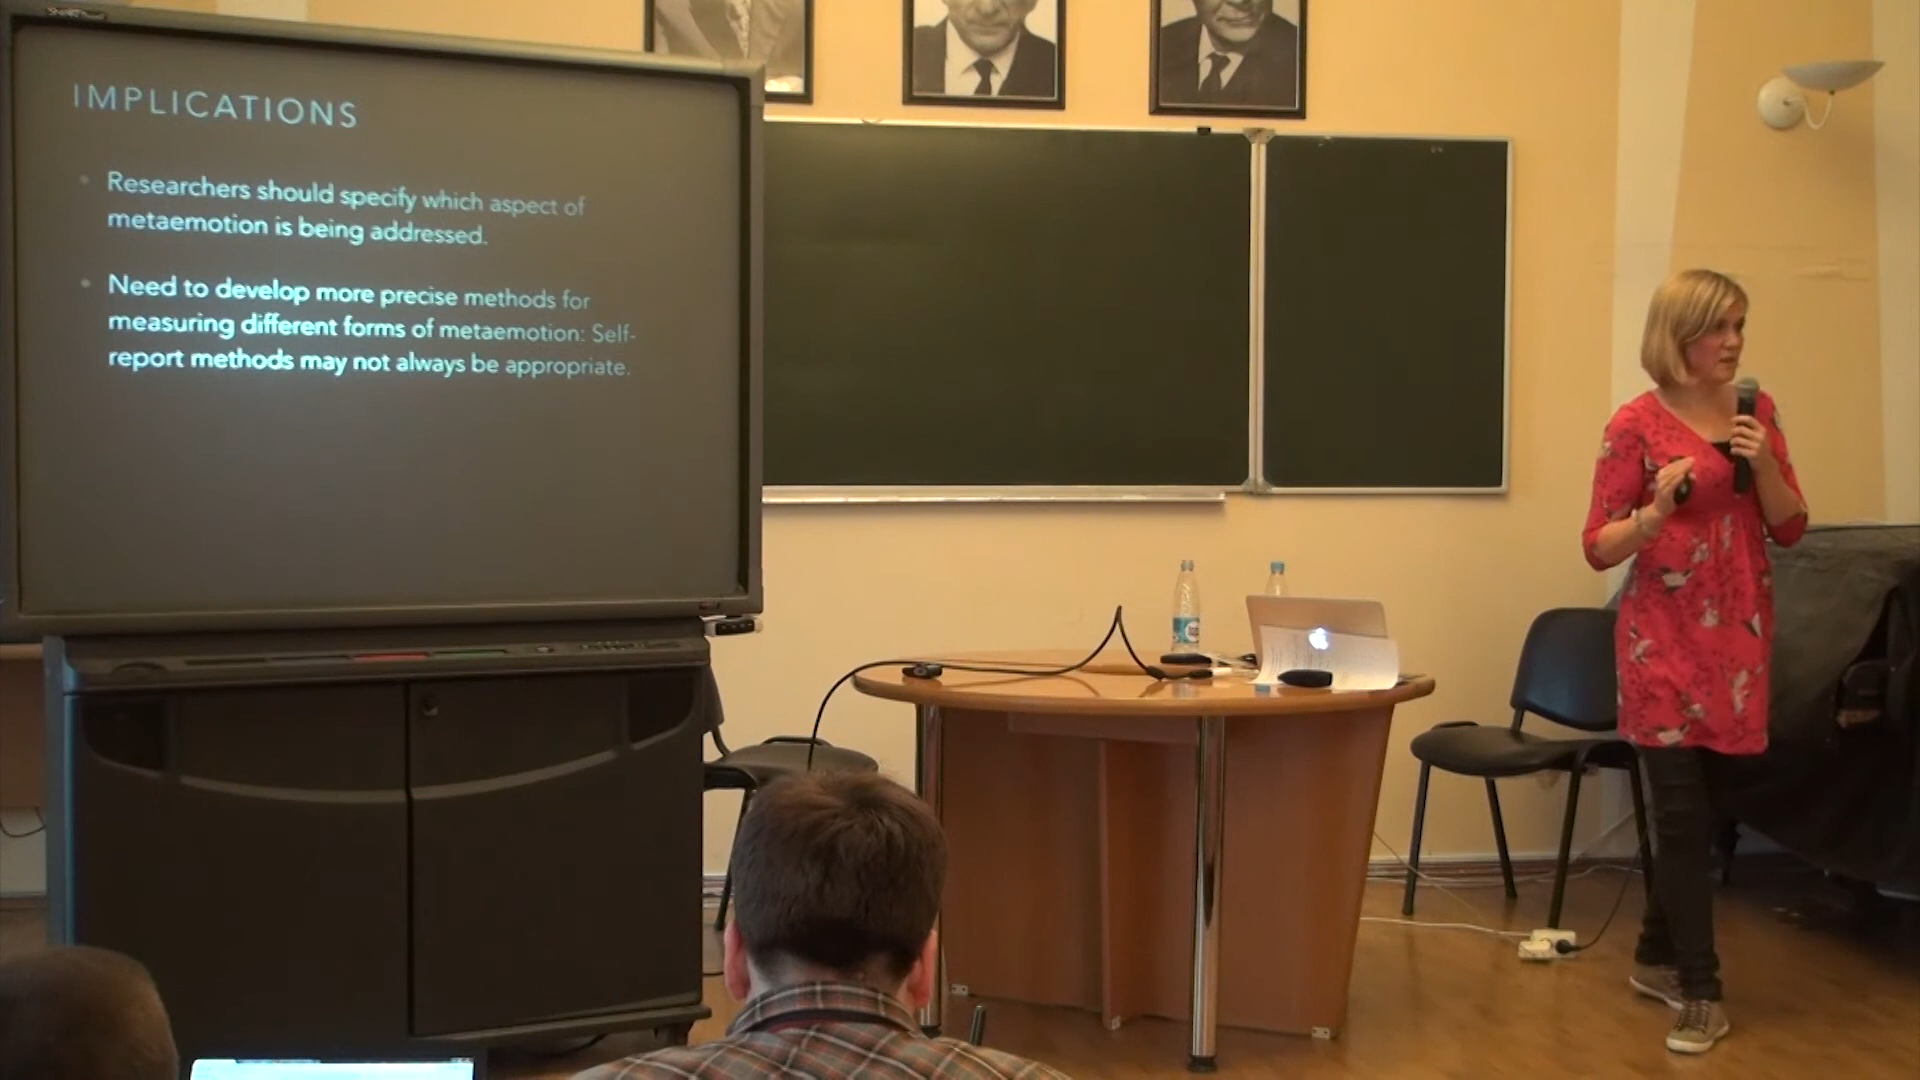 IMPLICATIONS
Researchers should specify which aspect of
metaemotion is being addressed.
Need to develop more precise methods for
measuring different forms of metaemotion: Self-
report methods may not always be appropriate.